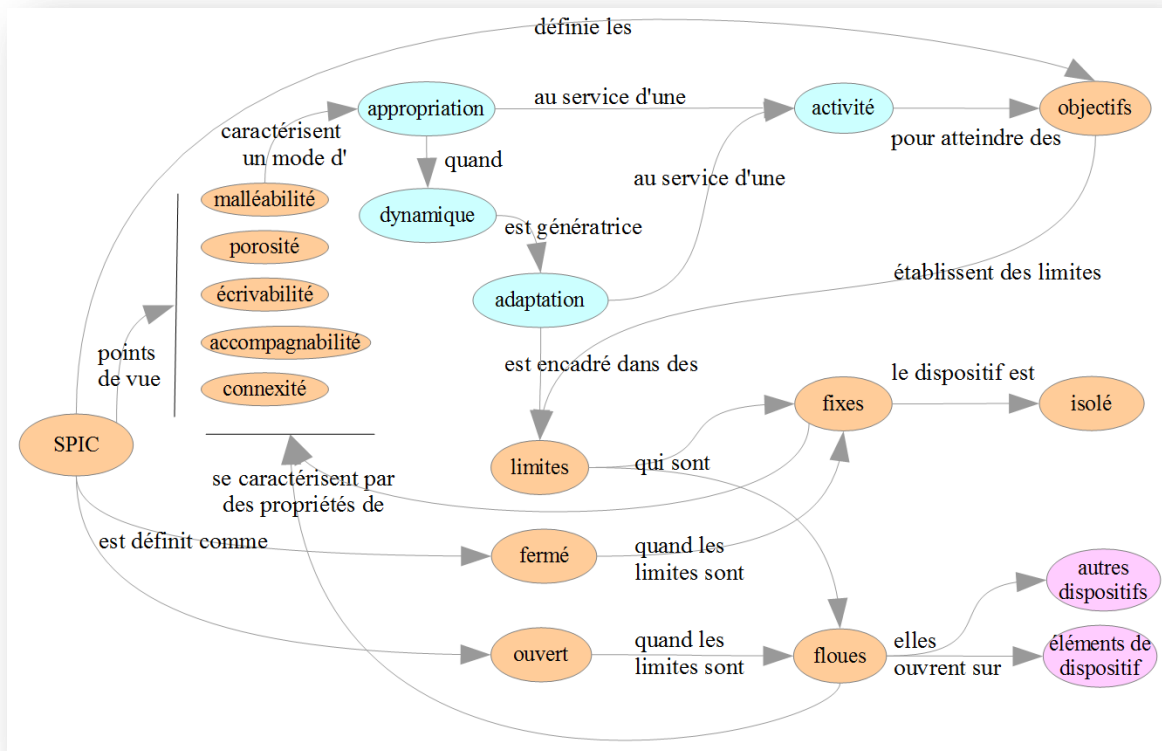 définie les
appropriation
au service d'une
activité
objectifs
caractérisent
un mode d'
pour atteindre des
quand
malléabilité
au service d'une
dynamique
est génératrice
porosité
établissent des limites
écrivabilité
adaptation
accompagnabilité
points
de vue
est encadré dans des
connexité
le dispositif est
fixes
isolé
SPIC
limites
qui sont
se caractérisent par
des propriétés de
est définit comme
fermé
quand les
limites sont
autres
dispositifs
ouvert
quand les
limites sont
floues
elles
ouvrent sur
éléments de
dispositif